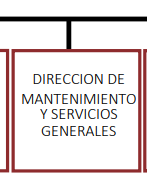 DIRECCION DE
MANTENIMIENTO
Y SERVICIOS
GENERALES